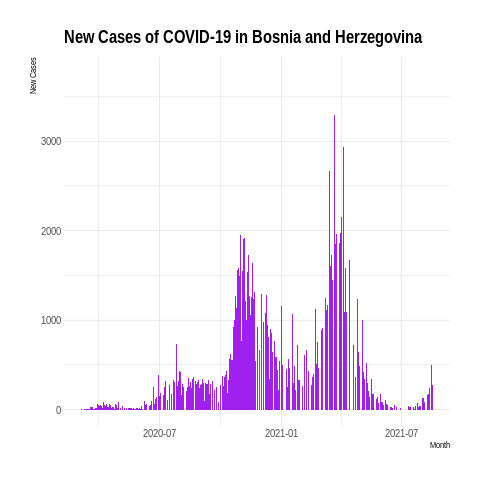 New Cases of COVID-19 in Bosnia and Herzegovina
New Cases
3000
2000
1000
0
2020-07 2021-01 2021-07
Month